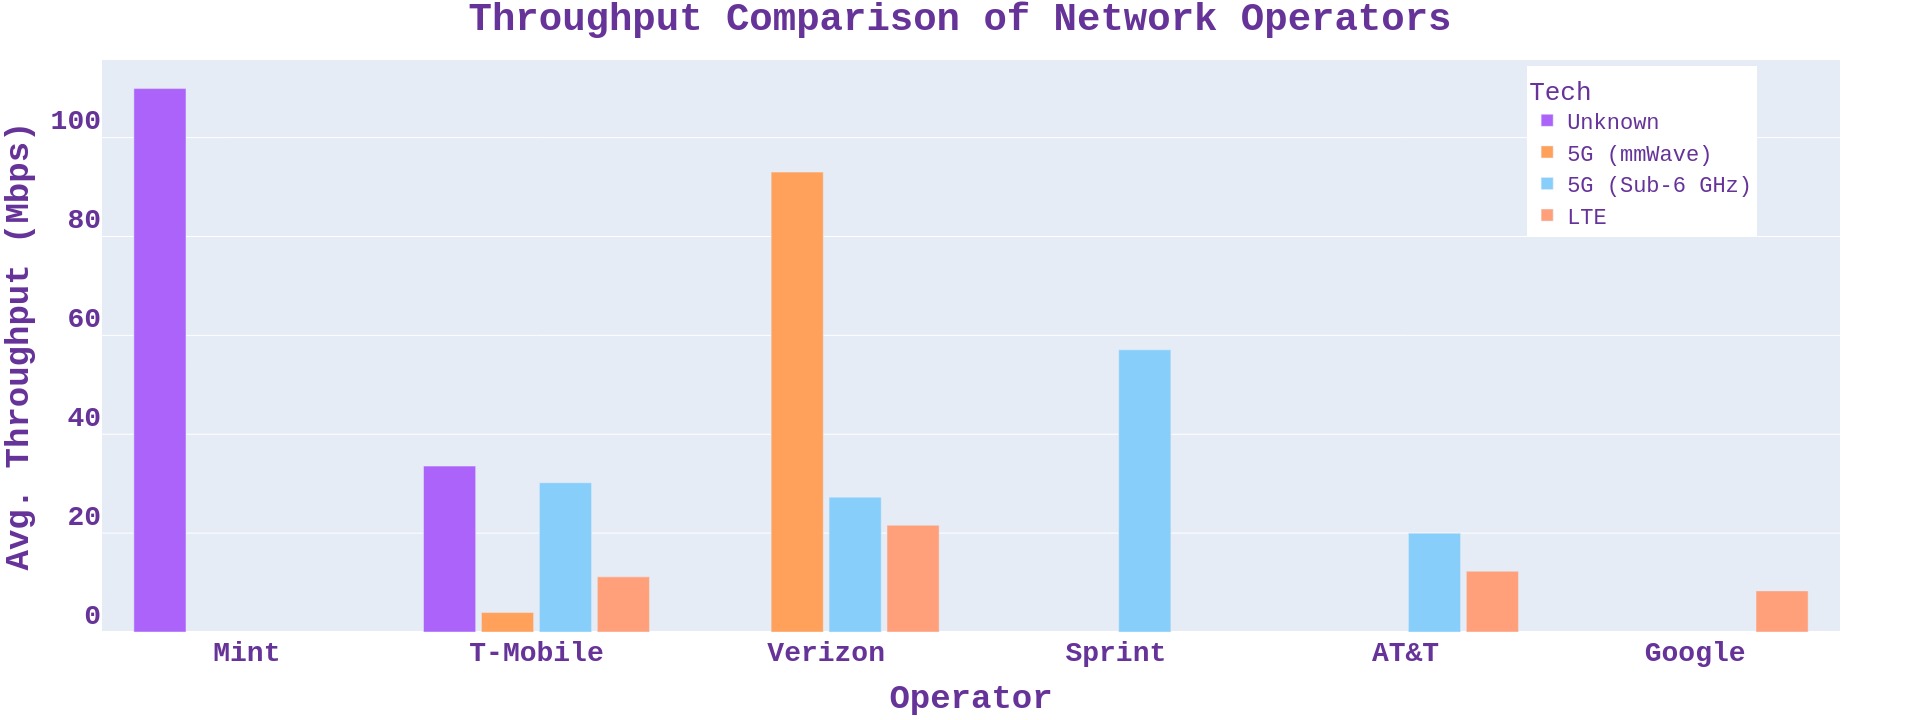 Throughput Comparison of Network Operators
Avg. Throughput (Mbps)
100
80
60
40
20
0
Tech
Unknown
5G (mmWave)
5G (Sub-6 GHz)
LTE
Mint T-Mobile Verizon Sprint AT&T Google
Operator